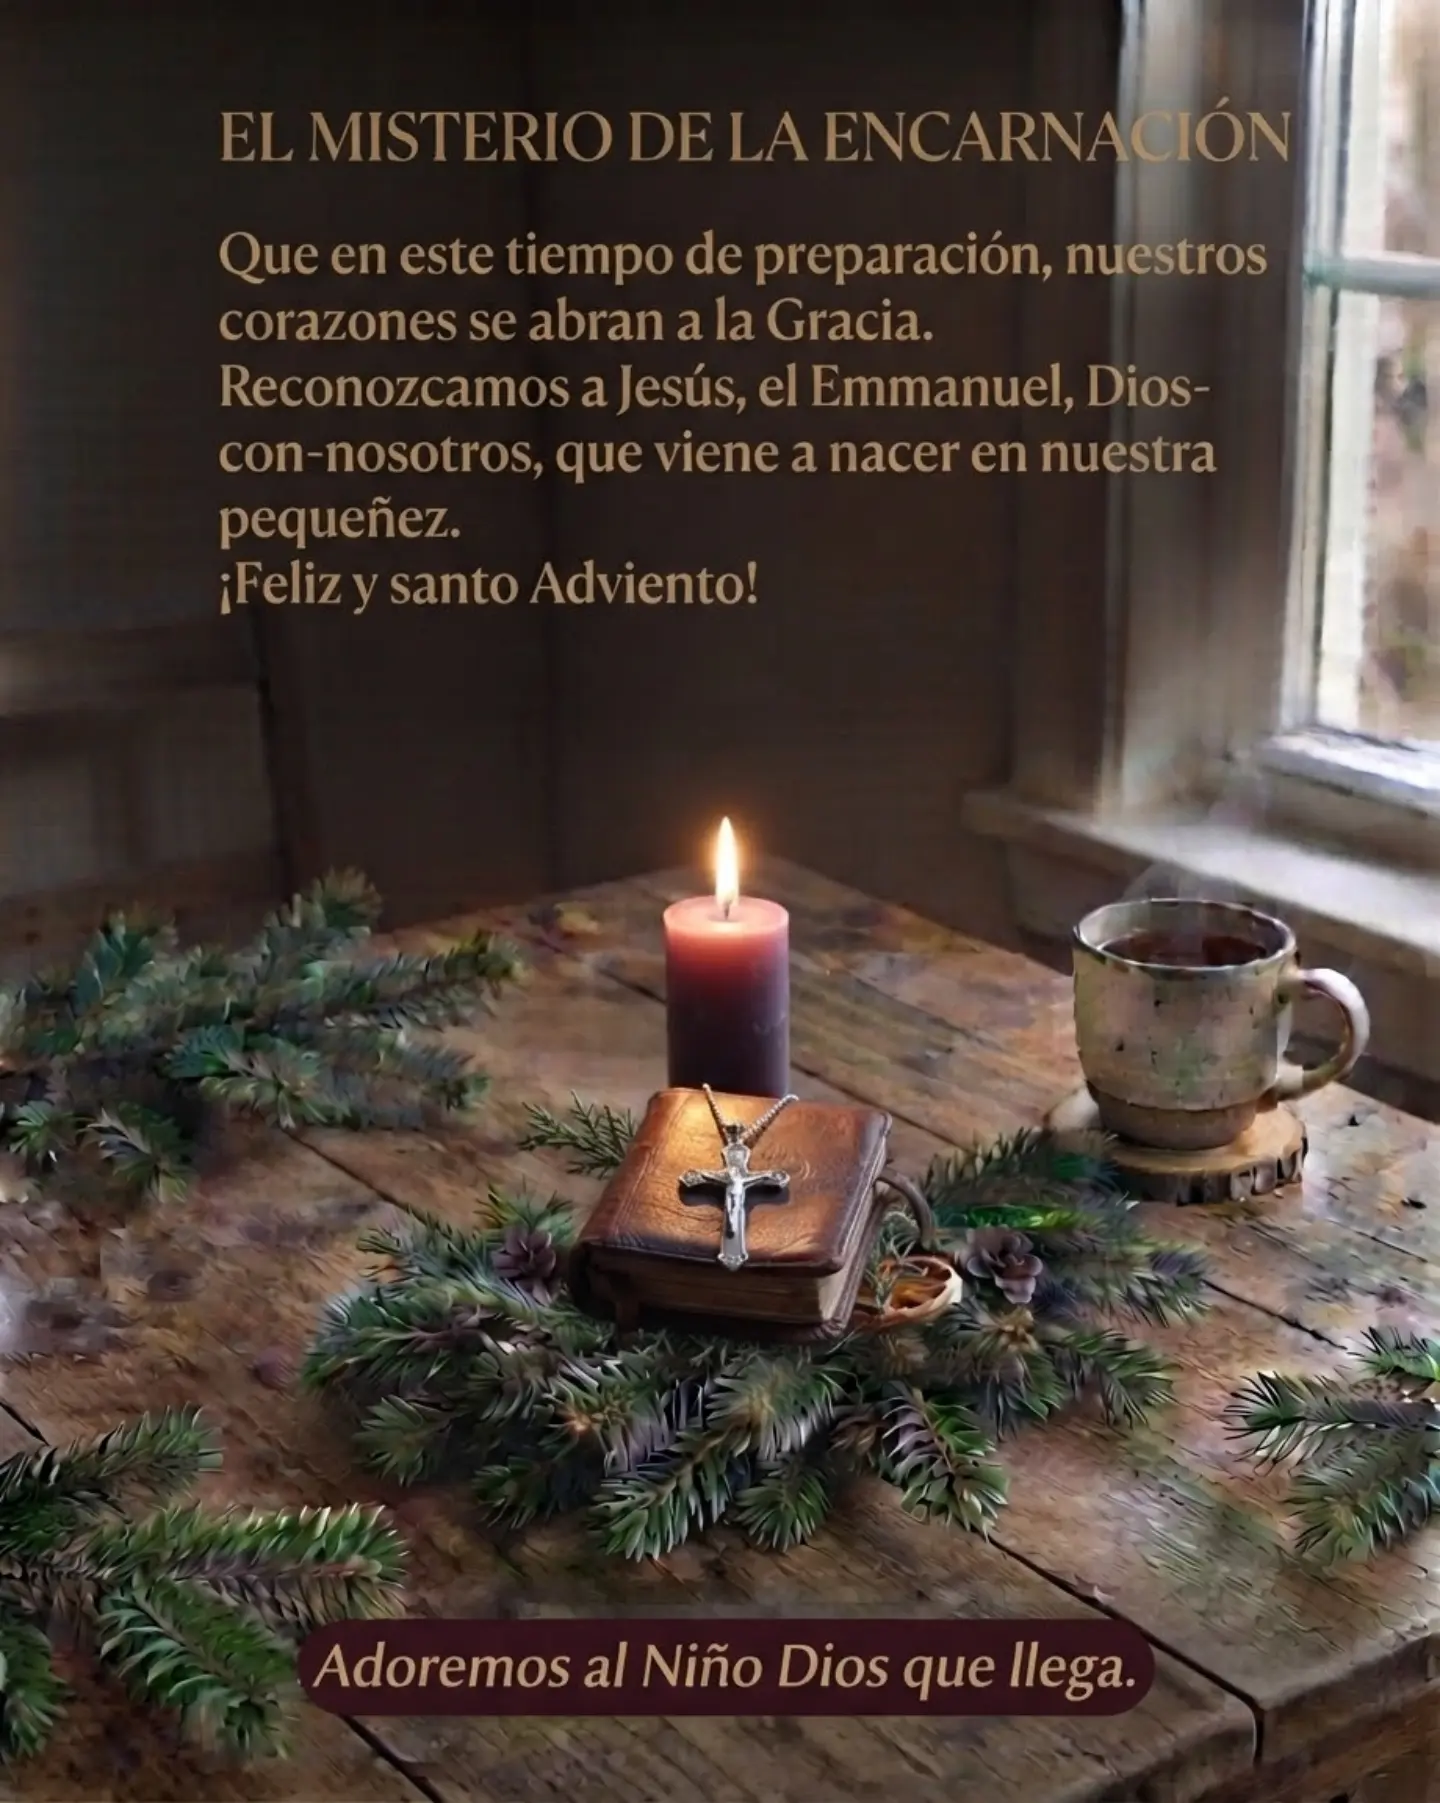 EL MISTERIO DE LA ENCARNACIÓN
Que en este tiempo de preparación, nuestros
corazones se abran a la Gracia.
Reconozcamos a Jesús, el Emmanuel, Dios-
con-nosotros, que viene a nacer en nuestra
pequeñez.
¡Feliz y santo Adviento!
Adoremos al Niño Dios que llega.